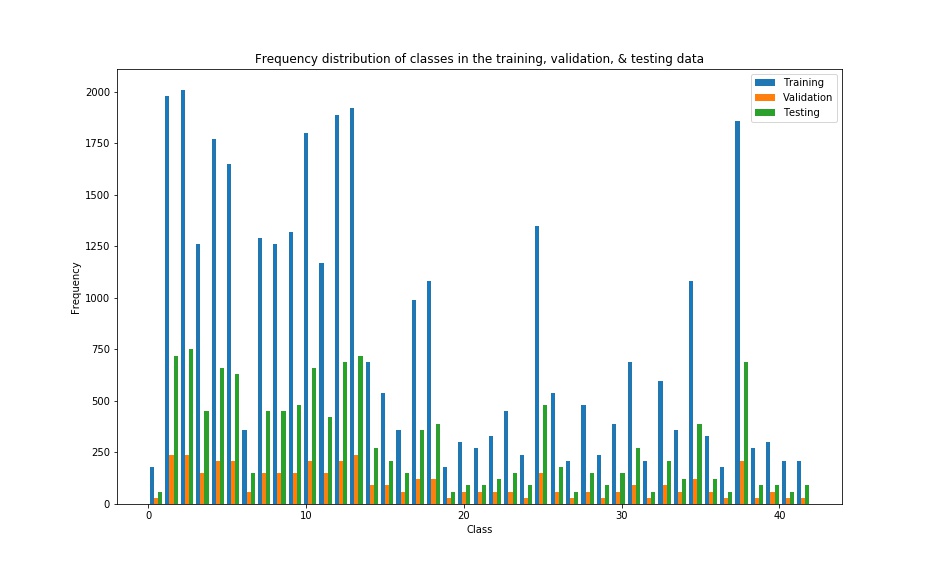 Frequency distribution of classes in the training, validation, & testing data
Training
Validation
Testing
2000
1750
1500
1250
1000
750
500
250
0
Frequency
0 10 20 30 40
Class